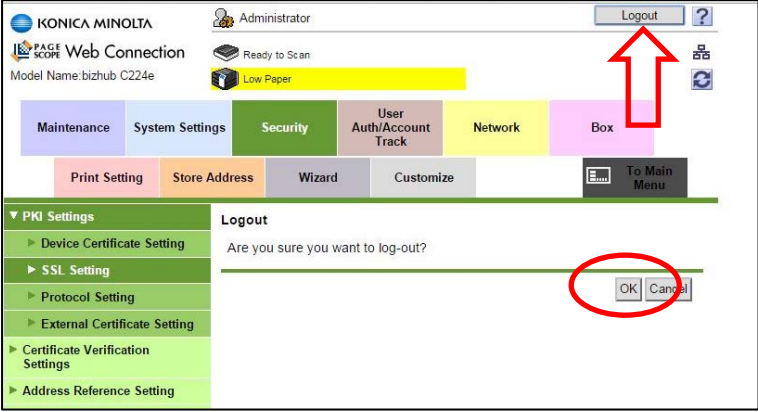 KONICA MINOLTA
Administrator
Logout
?
PAGE SCOPE Web Connection
Ready to Scan
Model Name:bizhub C224e
Low Paper
Maintenance
System Settings
Security
User Auth/Account Track
Network
Box
Print Setting
Store Address
Wizard
Customize
To Main Menu
PKI Settings
Device Certificate Setting
SSL Setting
Protocol Setting
External Certificate Setting
Certificate Verification
Settings
Address Reference Setting
Logout
Are you sure you want to log-out?
OK
Cancel